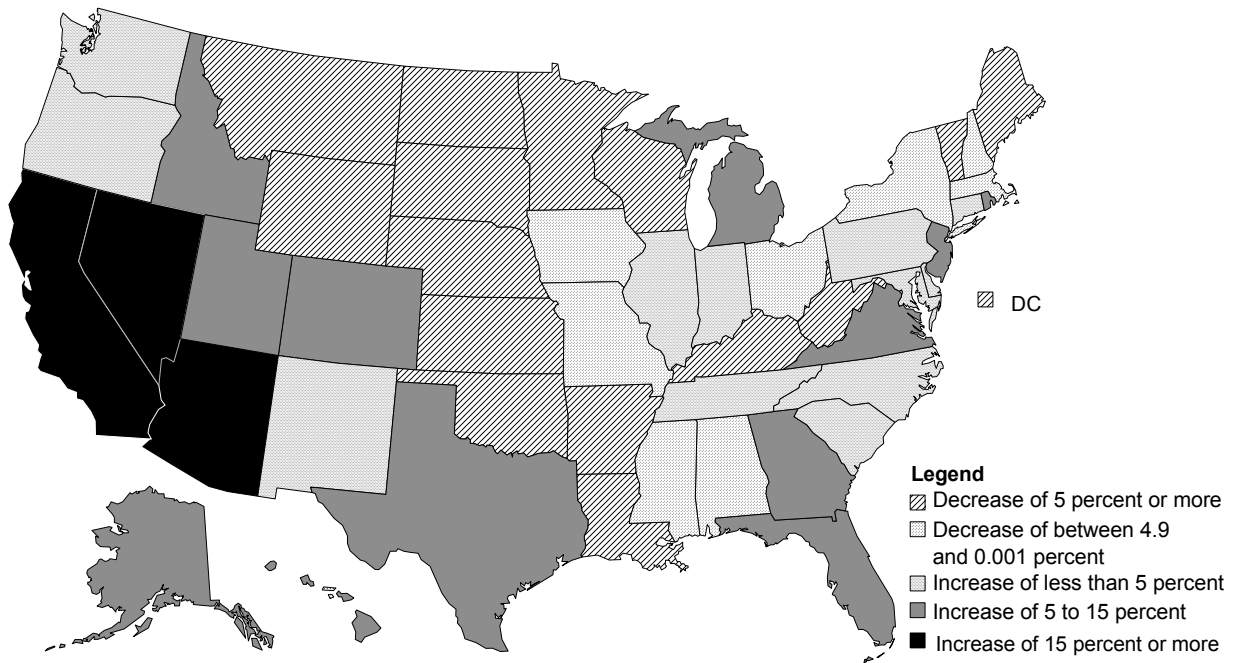 DC
Legend
Decrease of 5 percent or more
Decrease of between 4.9
and 0.001 percent
Increase of less than 5 percent
Increase of 5 to 15 percent
Increase of 15 percent or more